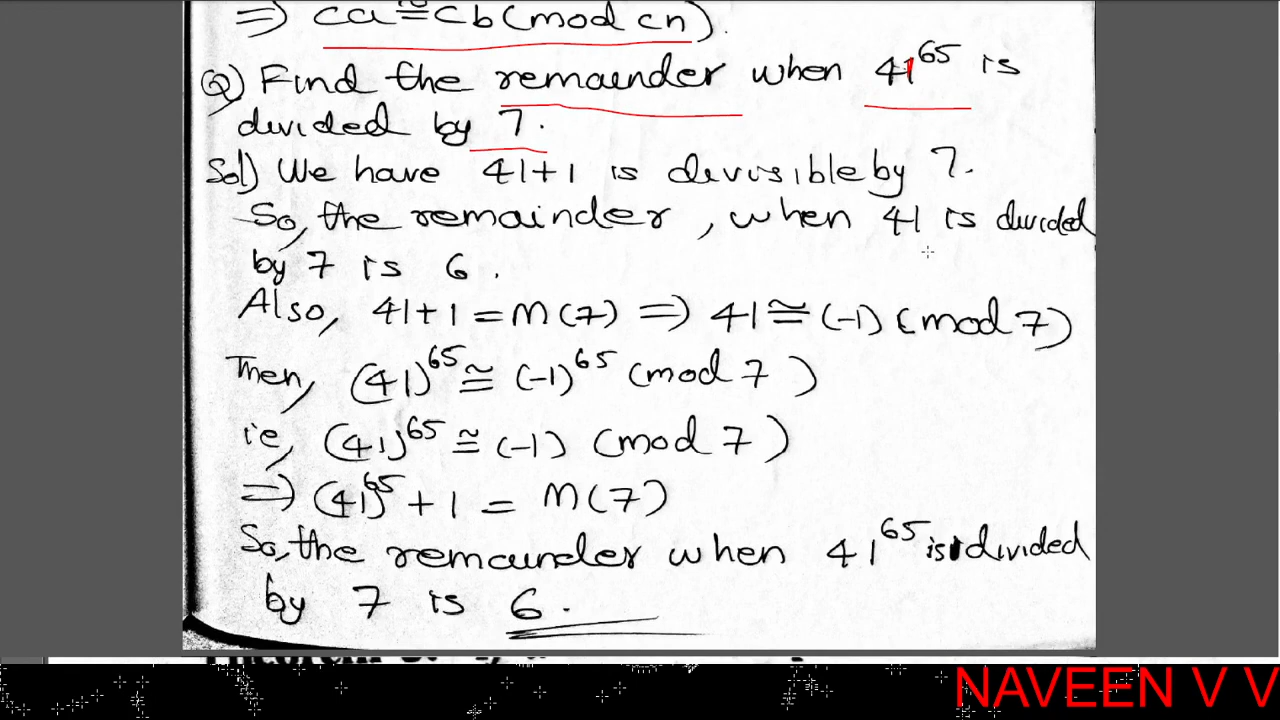 ⇒) ca ≅ cb (mod cn).
Q) Find the remainder when 41^65 is
divided by 7.
Sol) We have 41+1 is devisible by 7.
So, the remainder, when 41 is divided
by 7 is 6.
Also, 41+1 = M(7) ⇒) 41 ≅ (-1) (mod 7)
Then, (41)^65 ≅ (-1)^65 (mod 7)
ie, (41)^65 ≅ (-1) (mod 7)
⇒) (41)^65 + 1 = M(7)
So, the remainder when 41^65 is divided
by 7 is 6.
NAVEEN V V